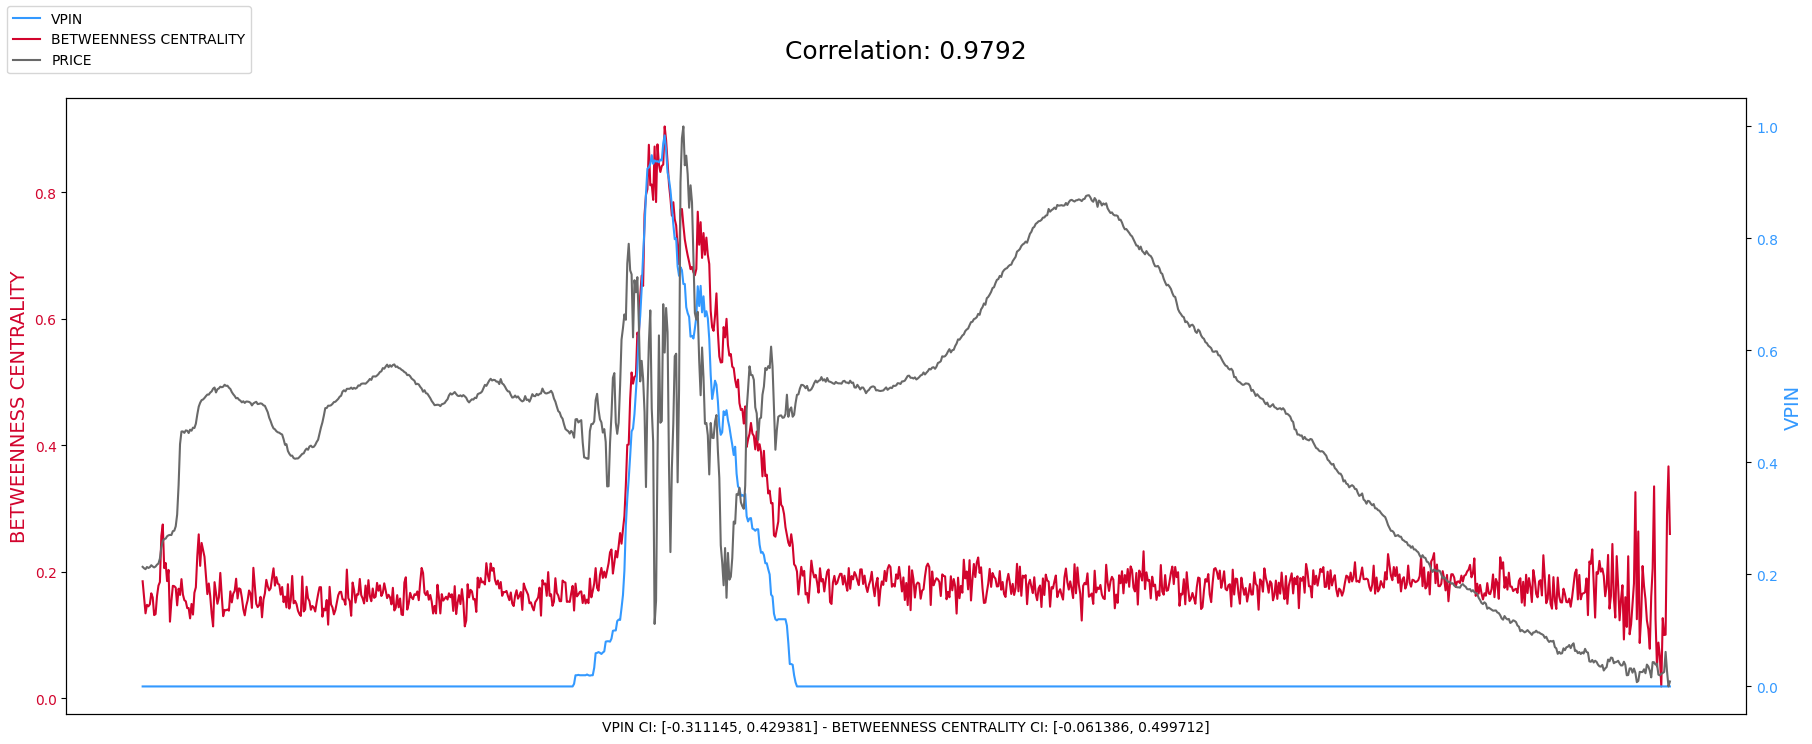 VPIN
BETWEENNESS CENTRALITY
PRICE
Correlation: 0.9792
BETWEENNESS CENTRALITY
0.8
0.6
0.4
0.2
0.0
1.0
0.8
0.6
0.4
0.2
0.0
VPIN
VPIN CI: [-0.311145, 0.429381] - BETWEENNESS CENTRALITY CI: [-0.061386, 0.499712]